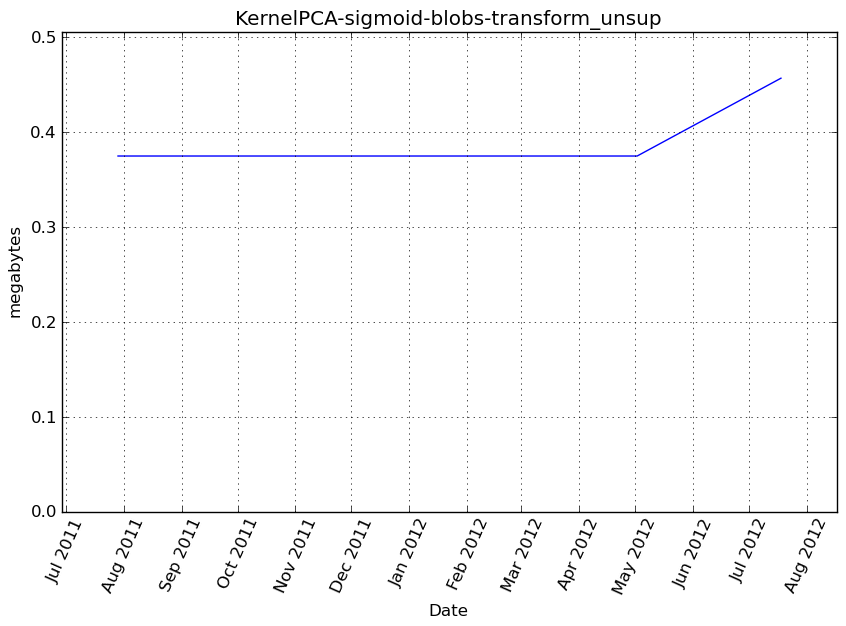 KernelPCA-sigmoid-blobs-transform_unsup
0.5
0.4
0.3
0.2
0.1
0.0
megabytes
Jul 2011
Aug 2011
Sep 2011
Oct 2011
Nov 2011
Dec 2011
Jan 2012
Feb 2012
Mar 2012
Apr 2012
May 2012
Jun 2012
Jul 2012
Aug 2012
Date